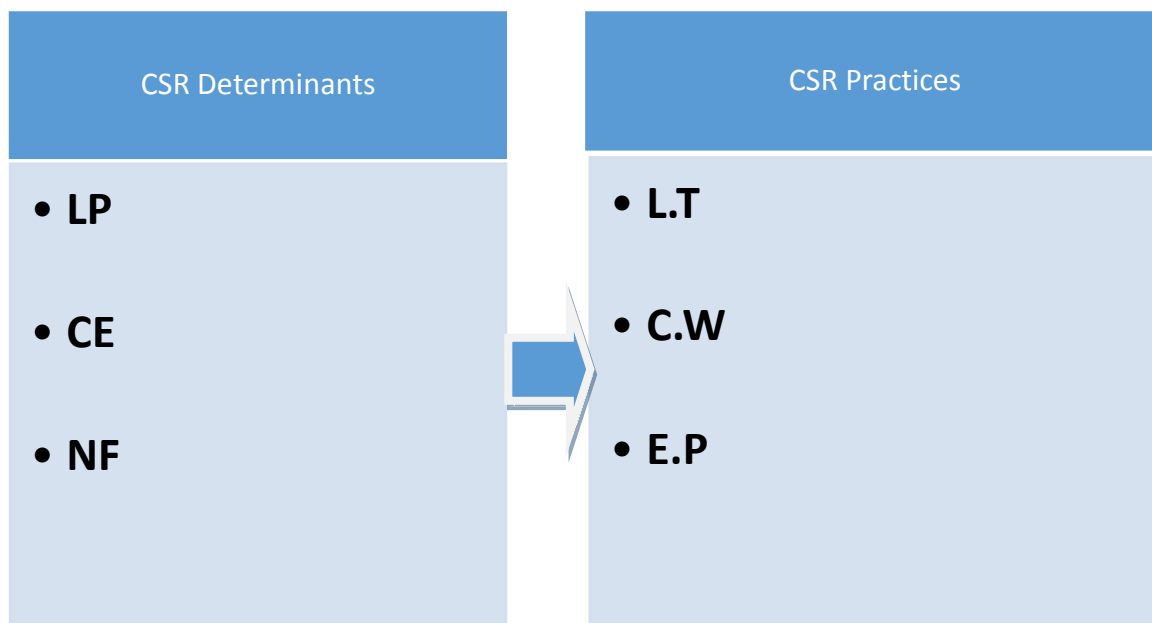 CSR Determinants
• LP
• CE
• NF
CSR Practices
• L.T
• C.W
• E.P